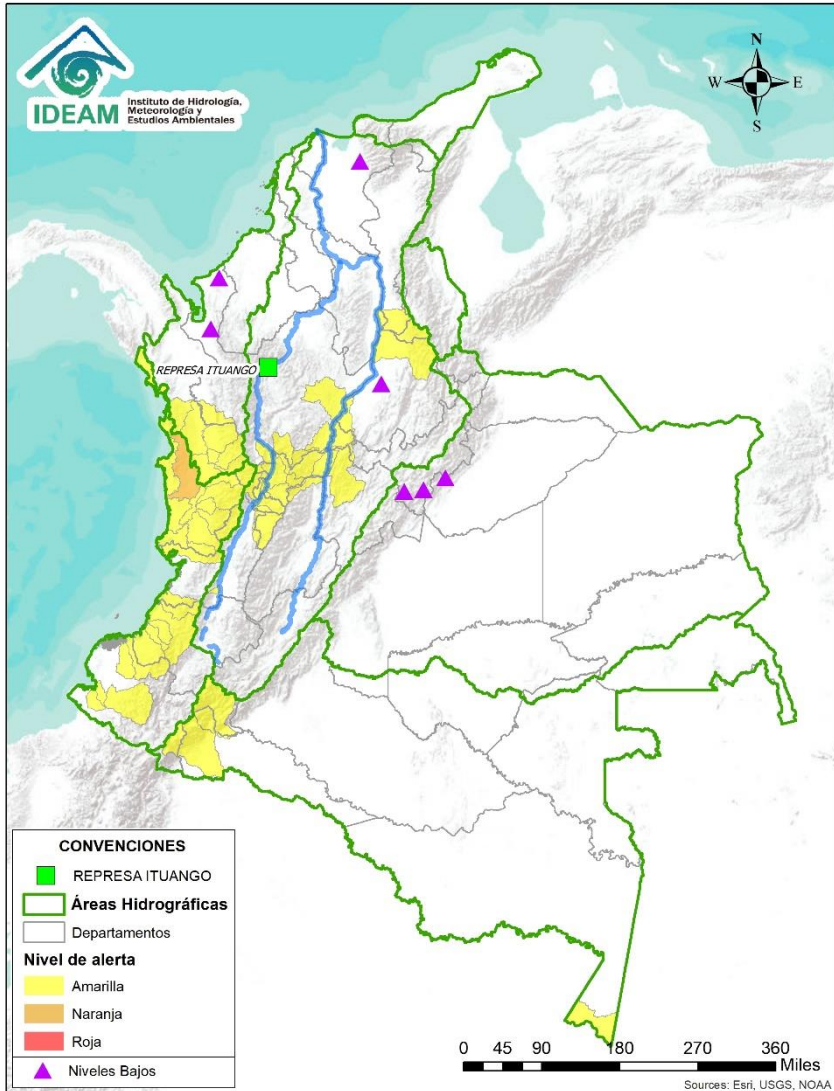 IDEAM
Instituto de Hidrología,
Meteorología y
Estudios Ambientales
N
W
E
S
REPRESA ITUANGO
CONVENCIONES
REPRESA ITUANGO
Áreas Hidrográficas
Departamentos
Nivel de alerta
Amarilla
Naranja
Roja
Niveles Bajos
0 45 90 180 270 360
Miles
Sources: Esri, USGS, NOAA